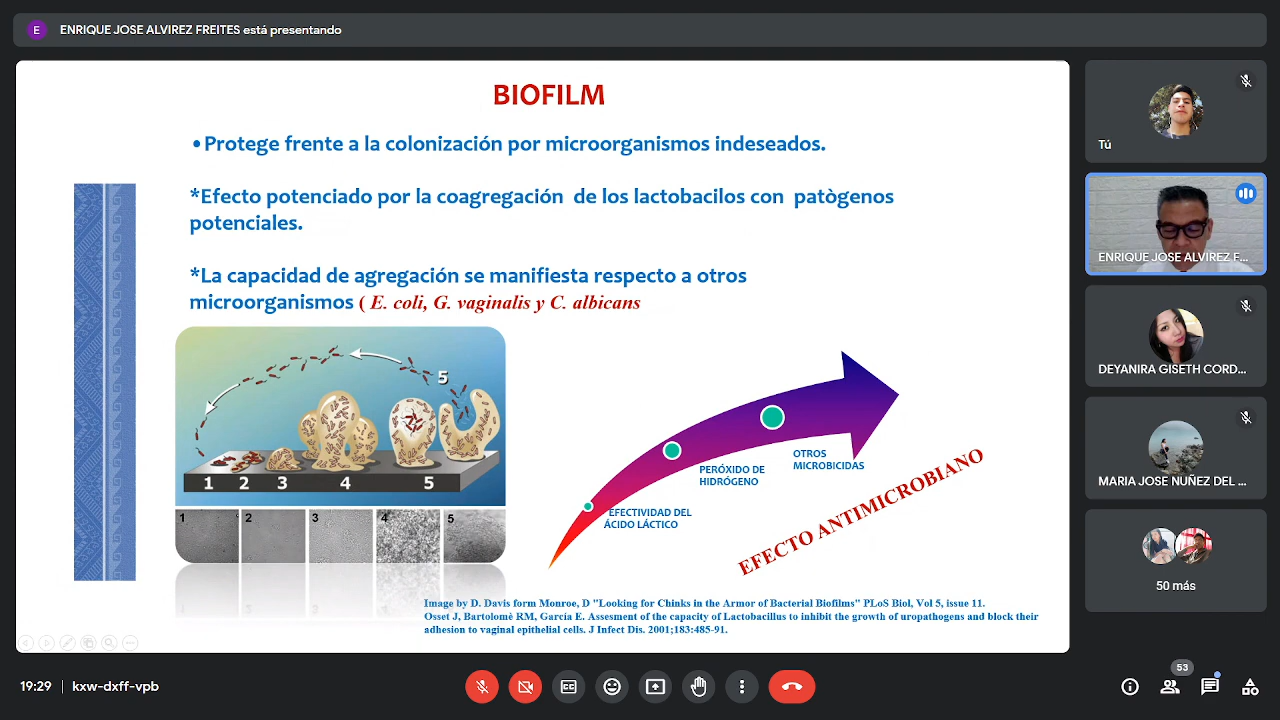 E
ENRIQUE JOSE ALVIREZ FREITES está presentando
BIOFILM
•Protege frente a la colonización por microorganismos indeseados.
*Efecto potenciado por la coagregación de los lactobacilos con patògenos
potenciales.
*La capacidad de agregación se manifiesta respecto a otros
microorganismos ( E. coli, G. vaginalis y C. albicans
5
1 2 3 4 5
1 2 3 4 5
EFECTIVIDAD DEL
ÁCIDO LÁCTICO
PERÓXIDO DE
HIDRÓGENO
OTROS
MICROBICIDAS
EFECTO ANTIMICROBIANO
Image by D. Davis form Monroe, D "Looking for Chinks in the Armor of Bacterial Biofilms" PLoS Biol, Vol 5, issue 11.
Osset J, Bartolomè RM, García E. Assesment of the capacity of Lactobacillus to inhibit the growth of uropathogens and block their
adhesion to vaginal epithelial cells. J Infect Dis. 2001;183:485-91.
Tú
ENRIQUE JOSE ALVIREZ F...
DEYANIRA GISETH CORD...
MARIA JOSE NUÑEZ DEL ...
50 más
19:29 | kxw-dxff-vpb
53